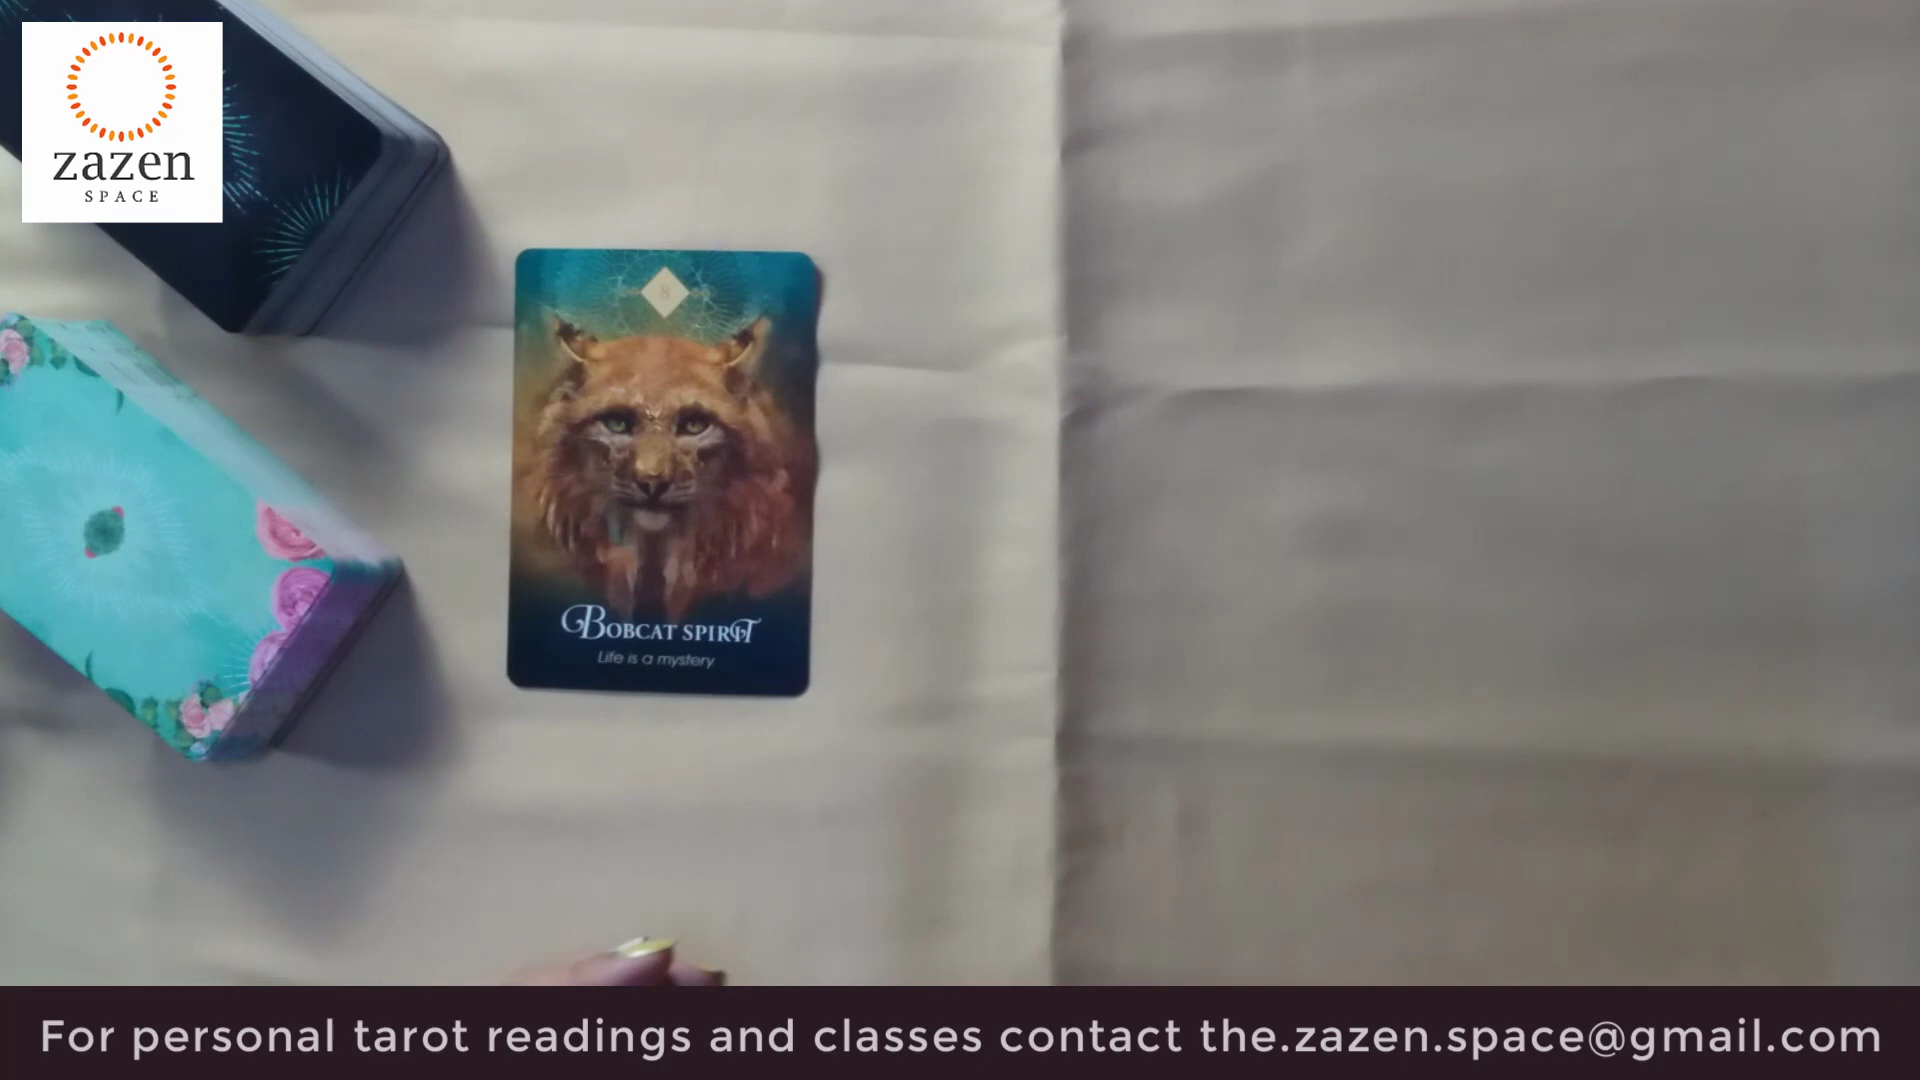 zazen
SPACE
8
BOBCAT SPIRIT
Life is a mystery
For personal tarot readings and classes contact the.zazen.space@gmail.com